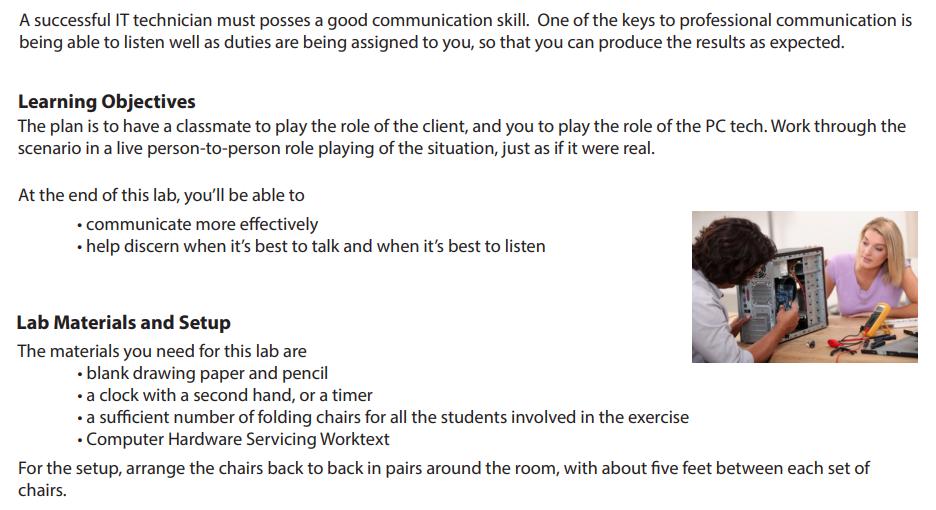 A successful IT technician must posses a good communication skill.  One of the keys to professional communication is
being able to listen well as duties are being assigned to you, so that you can produce the results as expected.
Learning Objectives
The plan is to have a classmate to play the role of the client, and you to play the role of the PC tech. Work through the
scenario in a live person-to-person role playing of the situation, just as if it were real.
At the end of this lab, you'll be able to
• communicate more effectively
• help discern when it's best to talk and when it's best to listen
Lab Materials and Setup
The materials you need for this lab are
• blank drawing paper and pencil
• a clock with a second hand, or a timer
• a sufficient number of folding chairs for all the students involved in the exercise
• Computer Hardware Servicing Worktext
For the setup, arrange the chairs back to back in pairs around the room, with about five feet between each set of
chairs.